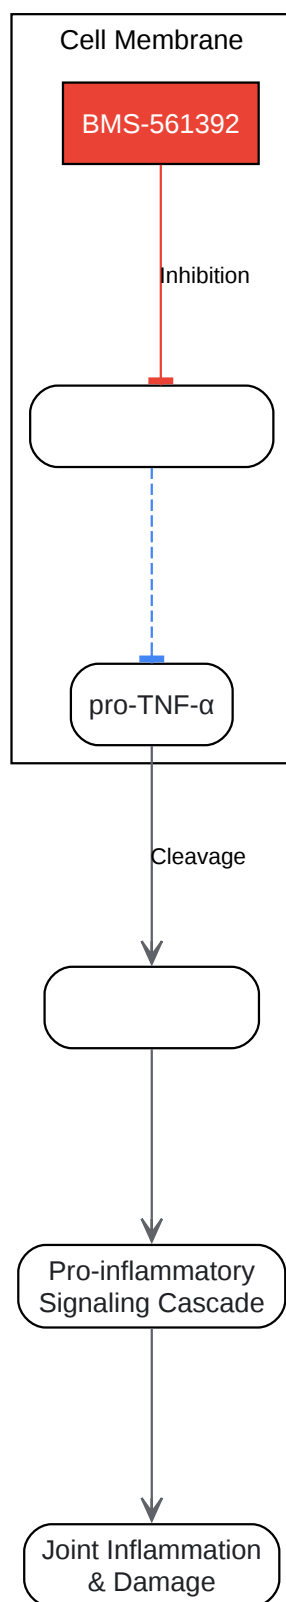 Cell Membrane
BMS-561392
Inhibition
pro-TNF-α
Cleavage
Pro-inflammatory
Signaling Cascade
Joint Inflammation
& Damage